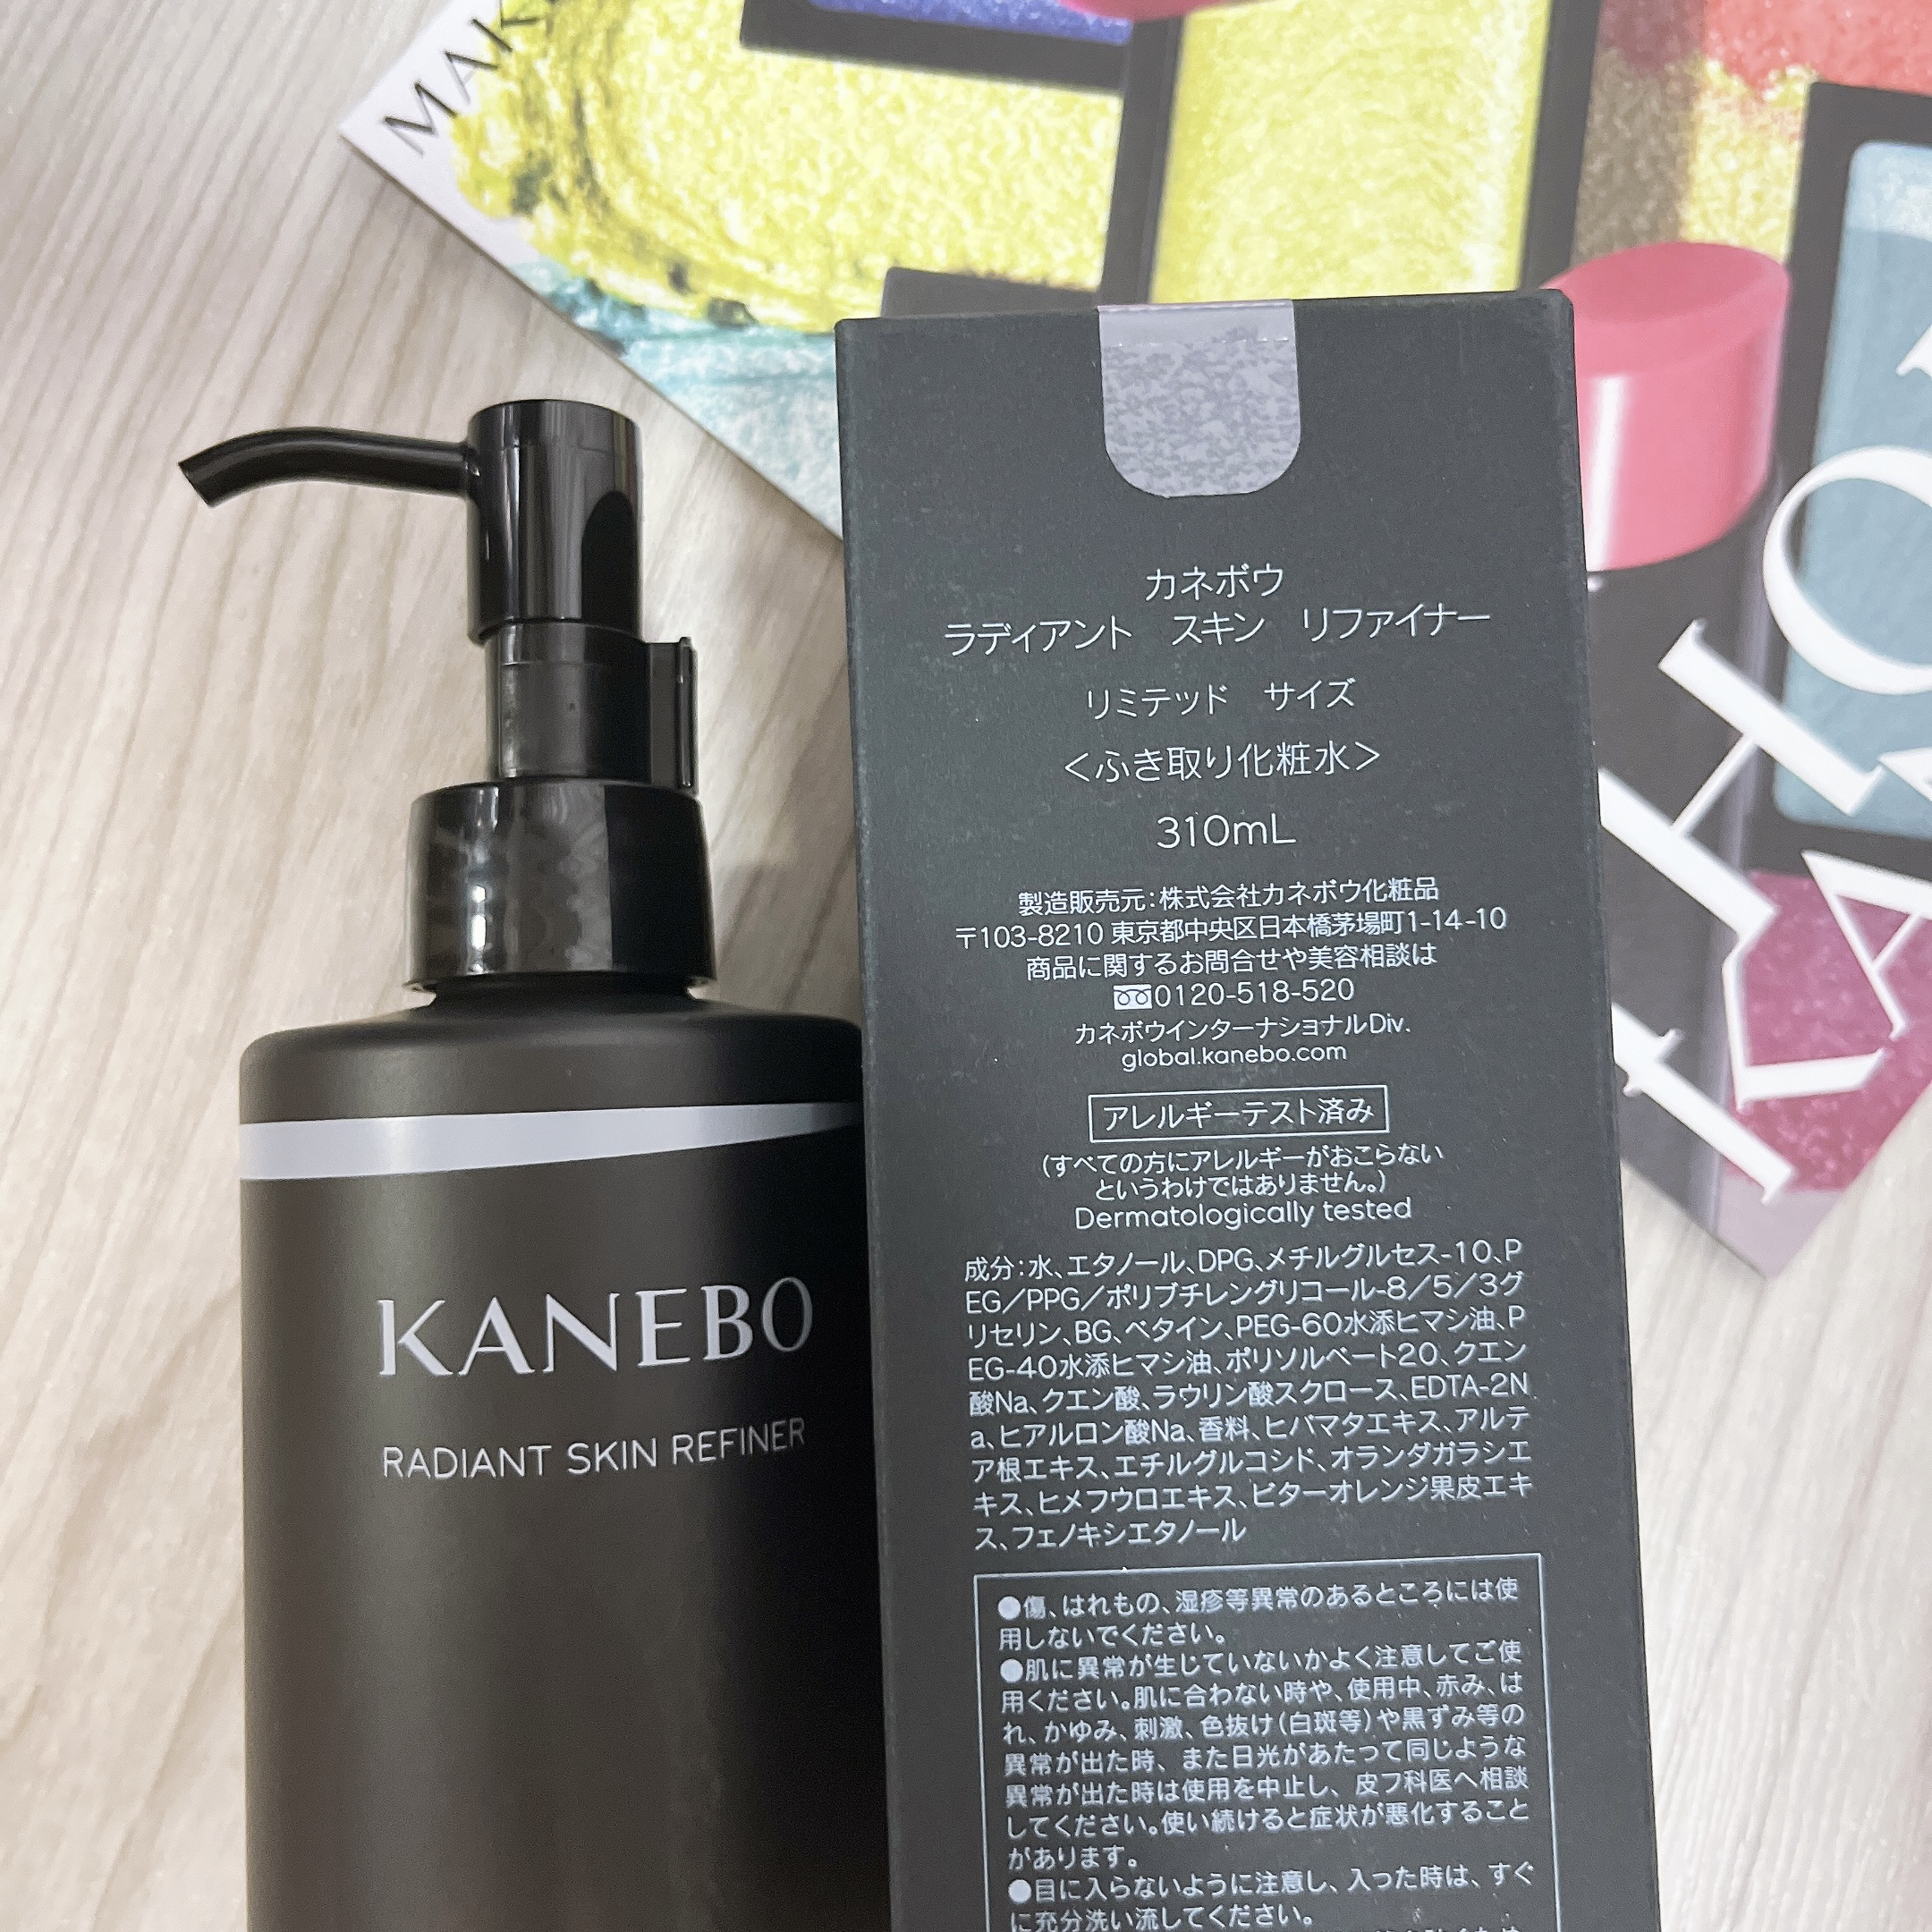 MAK
カネボウ
ラディアント スキン リファイナー
リミテッド サイズ
<ふき取り化粧水>
310mL
製造販売元:株式会社カネボウ化粧品
〒103-8210 東京都中央区日本橋茅場町1-14-10
商品に関するお問合せや美容相談は
0120-518-520
カネボウインターナショナルDiv.
global.kanebo.com
アレルギーテスト済み
(すべての方にアレルギーがおこらない
というわけではありません。)
Dermatologically tested
成分:水、エタノール、DPG、メチルグルセス-10、P
EG/PPG/ポリブチレングリコール-8/5/3グ
リセリン、BG、ベタイン、PEG-60水添ヒマシ油、P
EG-40水添ヒマシ油、ポリソルベート20、クエン
酸Na、クエン酸、ラウリン酸スクロース、EDTA-2N
a、ヒアルロン酸Na、香料、ヒバマタエキス、アルテ
ア根エキス、エチルグルコシド、オランダガラシエ
キス、ヒメフウロエキス、ビターオレンジ果皮エキ
ス、フェノキシエタノール
●傷、はれもの、湿疹等異常のあるところには使
用しないでください。
●肌に異常が生じていないかよく注意してご使
用ください。肌に合わない時や、使用中、赤み、は
れ、かゆみ、刺激、色抜け(白斑等)や黒ずみ等の
異常が出た時、また日光があたって同じような
異常が出た時は使用を中止し、皮フ科医へ相談
してください。使い続けると症状が悪化すること
があります。
●目に入らないように注意し、入った時は、すぐ
に充分洗い流してください。
KANEBO
RADIANT SKIN REFINER